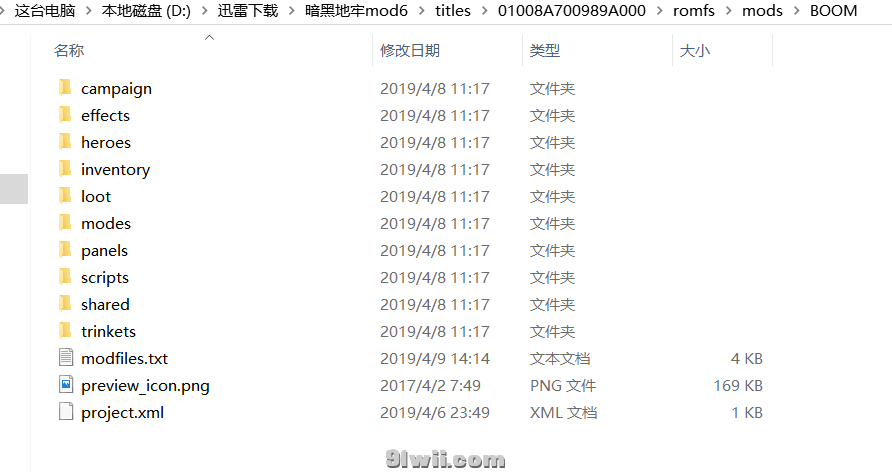 这台电脑 > 本地磁盘 (D:) > 迅雷下载 > 暗黑地牢mod6 > titles > 01008A700989A000 > romfs > mods > BOOM
名称 修改日期 类型 大小
campaign 2019/4/8 11:17 文件夹
effects 2019/4/8 11:17 文件夹
heroes 2019/4/8 11:17 文件夹
inventory 2019/4/8 11:17 文件夹
loot 2019/4/8 11:17 文件夹
modes 2019/4/8 11:17 文件夹
panels 2019/4/8 11:17 文件夹
scripts 2019/4/8 11:17 文件夹
shared 2019/4/8 11:17 文件夹
trinkets 2019/4/8 11:17 文件夹
modfiles.txt 2019/4/9 14:14 文本文档 4 KB
preview_icon.png 2017/4/2 7:49 PNG 文件 169 KB
project.xml 2019/4/6 23:49 XML 文档 1 KB
91wii.com